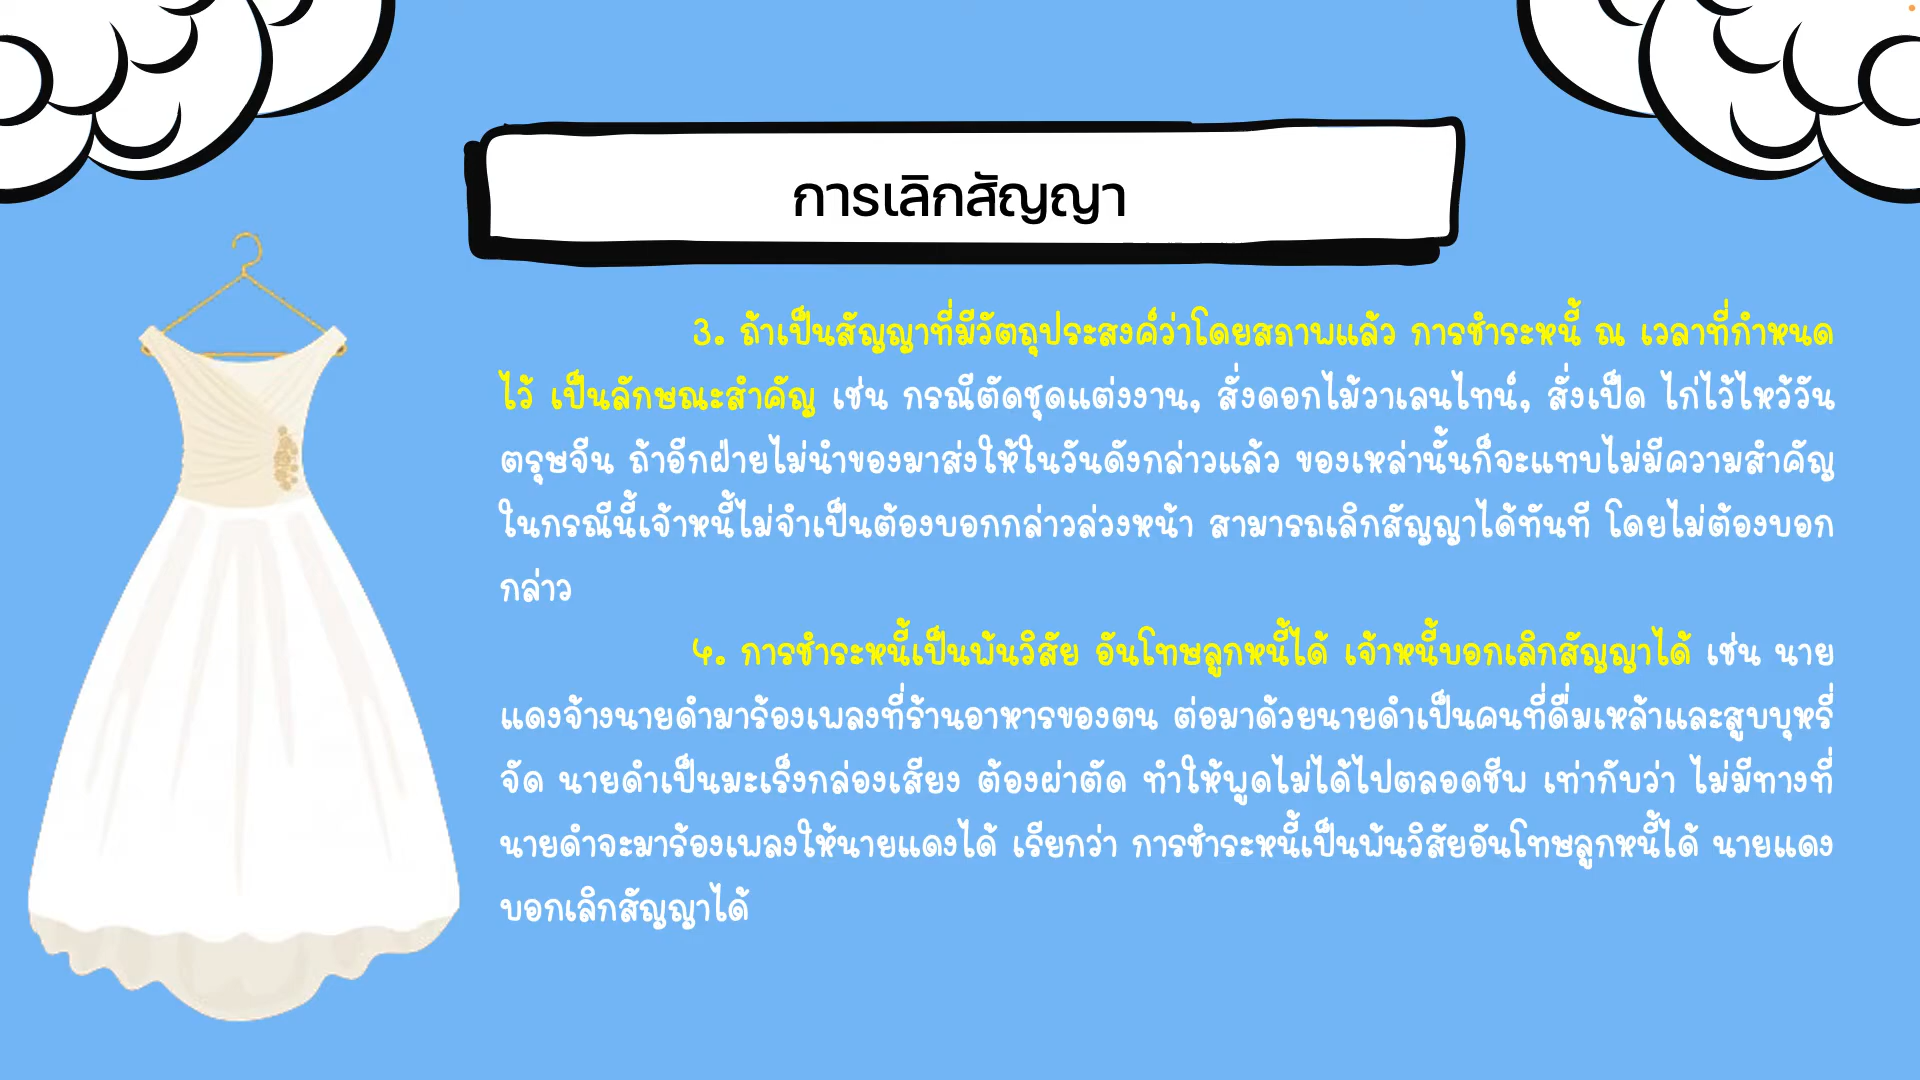 การเลิกสัญญา
3. ถ้าเป็นสัญญาที่มีวัตถุประสงค์ว่าโดยสภาพแล้ว การชำระหนี้ ณ เวลาที่กำหนด
ไว้ เป็นลักษณะสำคัญ เช่น กรณีตัดชุดแต่งงาน, สั่งดอกไม้วาเลนไทน์, สั่งเป็ด ไก่ไว้ไหว้วัน
ตรุษจีน ถ้าอีกฝ่ายไม่นำของมาส่งให้ในวันดังกล่าวแล้ว ของเหล่านั้นก็จะแทบไม่มีความสำคัญ
ในกรณีนี้เจ้าหนี้ไม่จำเป็นต้องบอกกล่าวล่วงหน้า สามารถเลิกสัญญาได้ทันที โดยไม่ต้องบอก
กล่าว
4. การชำระหนี้เป็นพ้นวิสัย อันโทษลูกหนี้ได้ เจ้าหนี้บอกเลิกสัญญาได้ เช่น นาย
แดงจ้างนายดำมาร้องเพลงที่ร้านอาหารของตน ต่อมาด้วยนายดำเป็นคนที่ดื่มเหล้าและสูบบุหรี่
จัด นายดำเป็นมะเร็งกล่องเสียง ต้องผ่าตัด ทำให้พูดไม่ได้ไปตลอดชีพ เท่ากับว่า ไม่มีทางที่
นายดำจะมาร้องเพลงให้นายแดงได้ เรียกว่า การชำระหนี้เป็นพ้นวิสัยอันโทษลูกหนี้ได้ นายแดง
บอกเลิกสัญญาได้